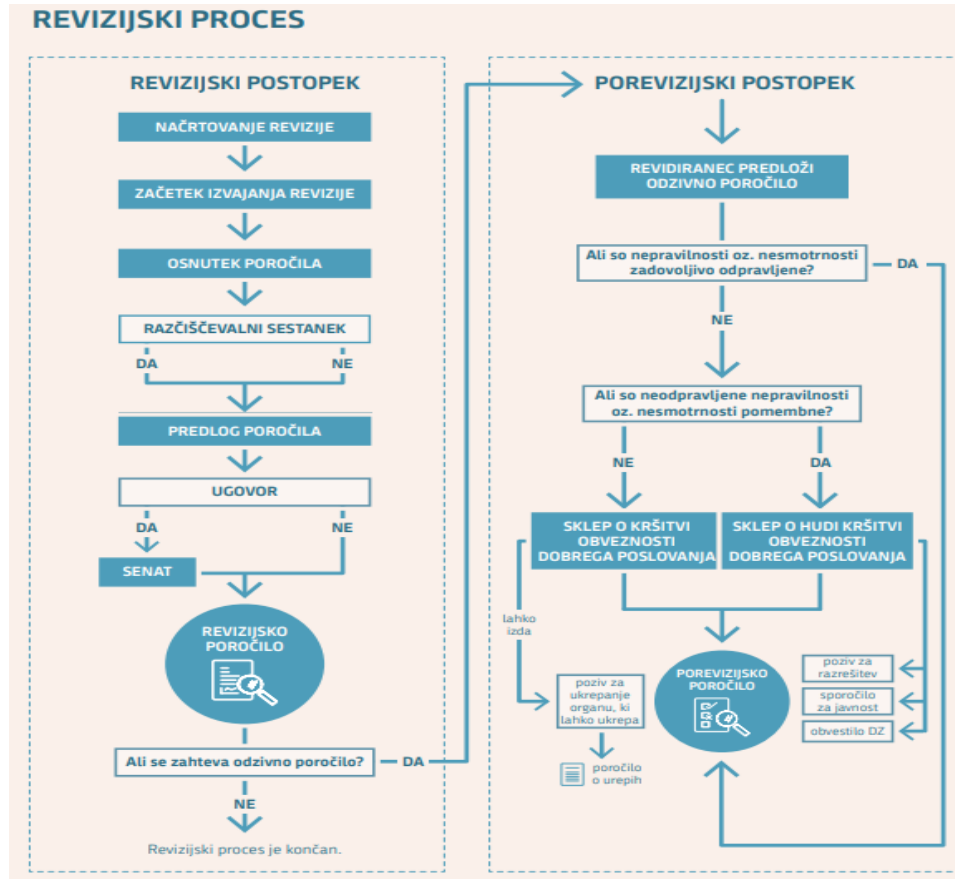 REVIZIJSKI PROCES
REVIZIJSKI POSTOPEK
NAČRTOVANJE REVIZIJE
ZAČETEK IZVAJANJA REVIZIJE
OSNUTEK POROČILA
RAZČIŠČEVALNI SESTANEK
DA
NE
PREDLOG POROČILA
UGOVOR
DA
NE
SENAT
REVIZIJSKO
POROČILO
Ali se zahteva odzivno poročilo?
DA
NE
Revizijski proces je končan.
POREVIZIJSKI POSTOPEK
REVIDIRANEC PREDLOŽI
ODZIVNO POROČILO
Ali so nepravilnosti oz. nesmotrnosti
zadovoljivo odpravljene?
DA
NE
Ali so neodpravljene nepravilnosti
oz. nesmotrnosti pomembne?
NE
DA
SKLEP O KRŠITVI
OBVEZNOSTI
DOBREGA POSLOVANJA
SKLEP O HUDI KRŠITVI
OBVEZNOSTI
DOBREGA POSLOVANJA
lahko
izda
poziv za
ukrepanje
organu, ki
lahko ukrepa
poročilo
o urepih
POREVIZIJSKO
POROČILO
poziv za
razrešitev
sporočilo
za javnost
obvestilo DZ